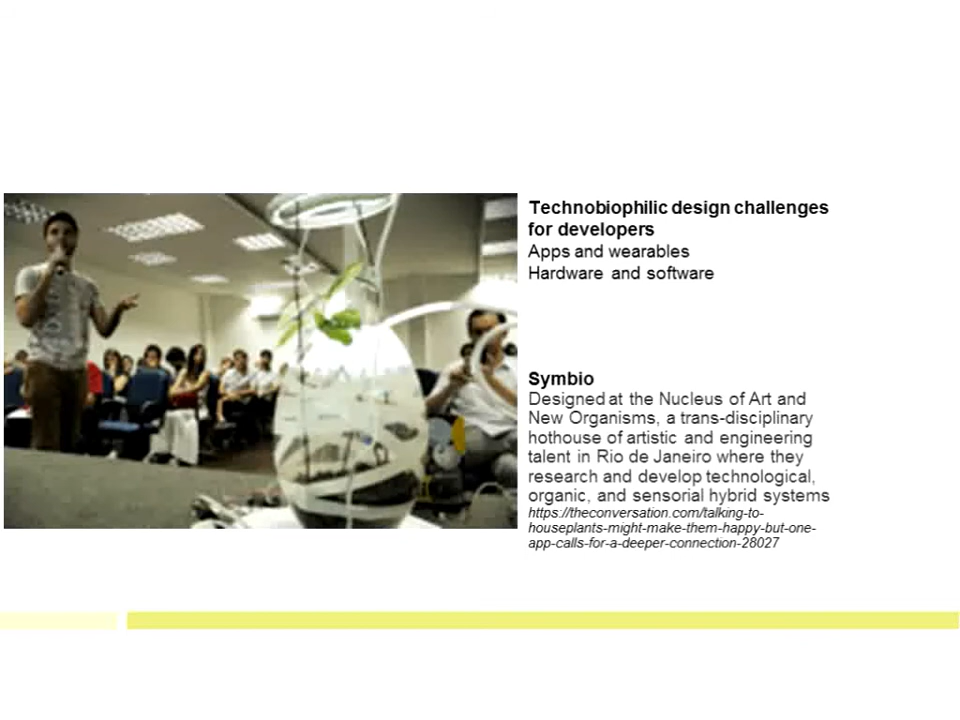 Technobiophilic design challenges
for developers
Apps and wearables
Hardware and software
Symbio
Designed at the Nucleus of Art and
New Organisms, a trans-disciplinary
hothouse of artistic and engineering
talent in Rio de Janeiro where they
research and develop technological,
organic, and sensorial hybrid systems
https://theconversation.com/talking-to-
houseplants-might-make-them-happy-but-one-
app-calls-for-a-deeper-connection-28027